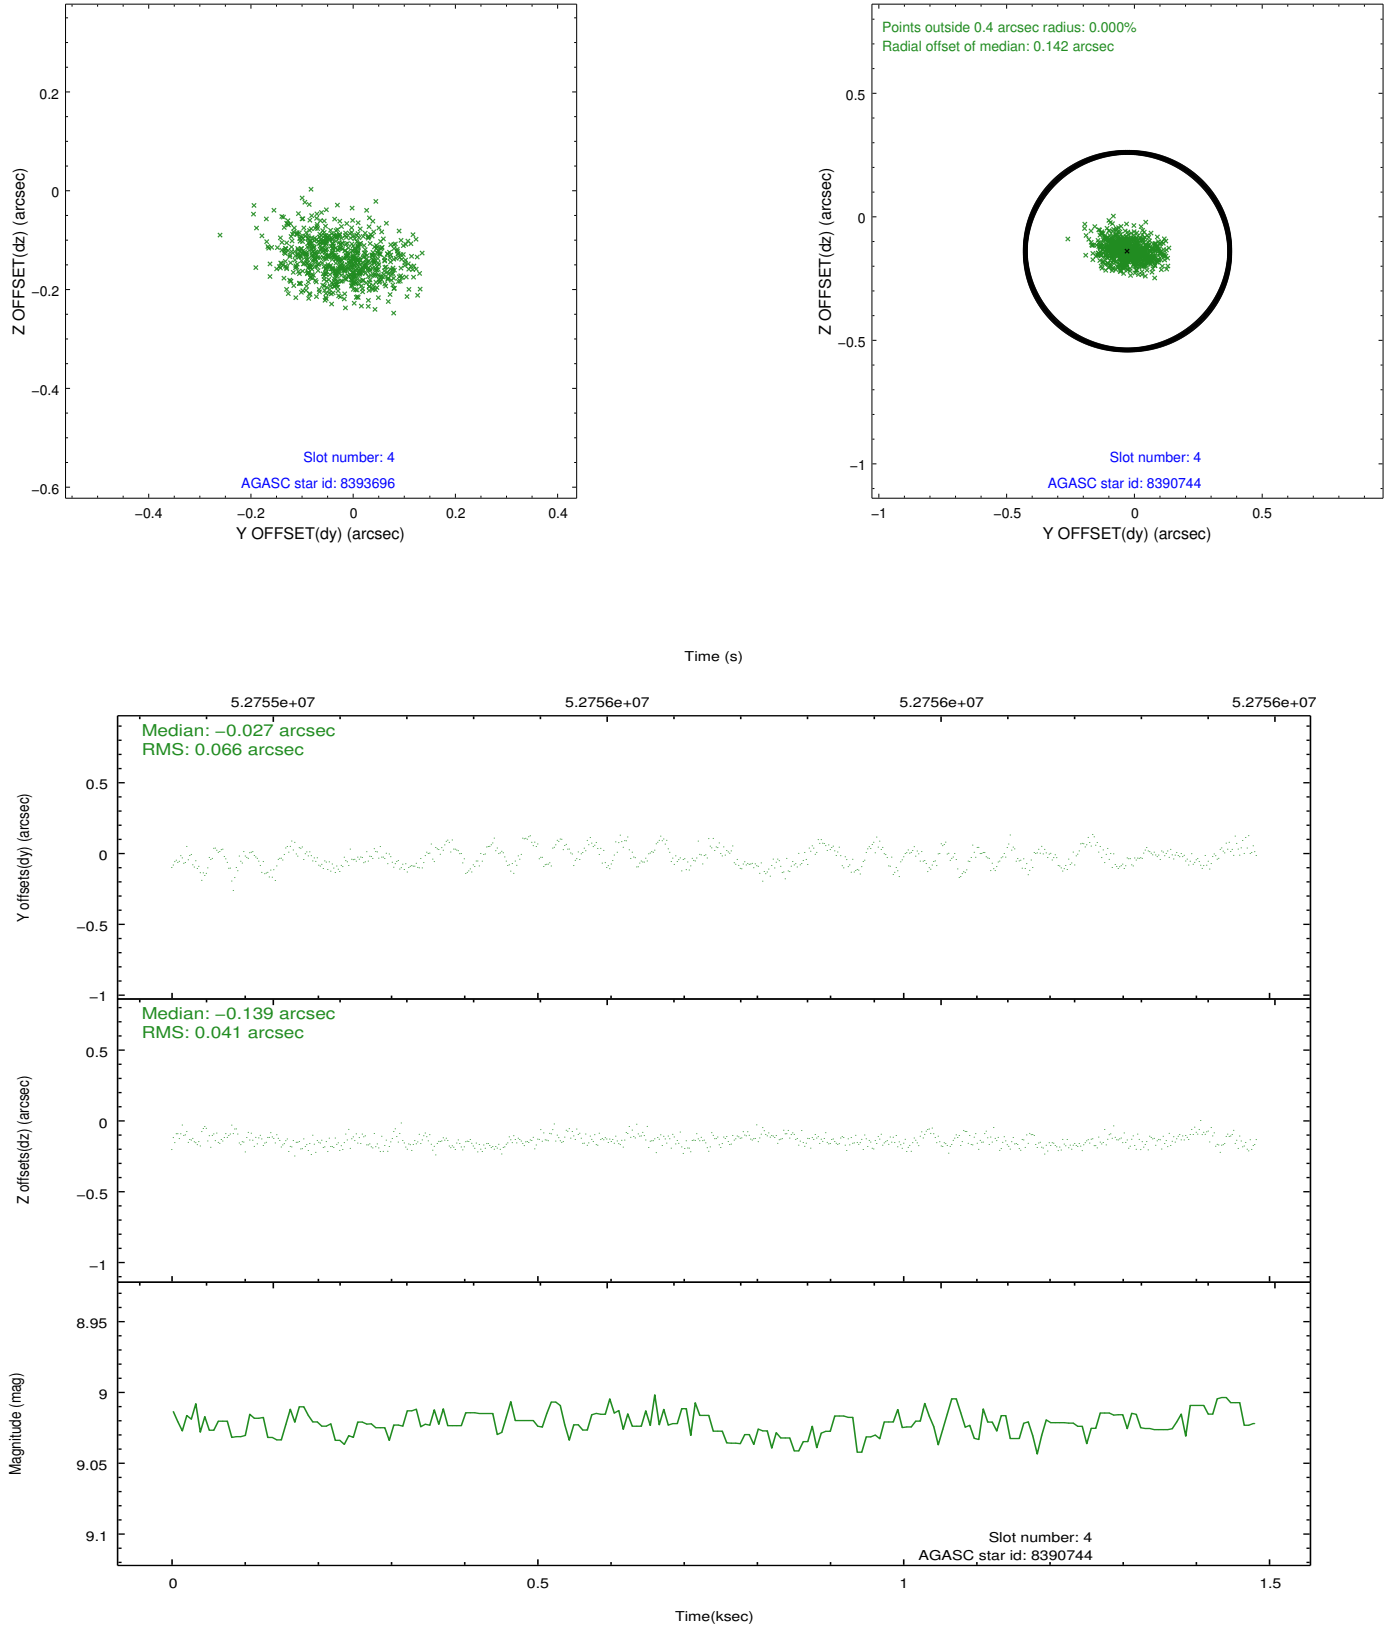 Points outside 0.4 arcsec radius: 0.000%
Radial offset of median: 0.142 arcsec
0.2
0
−0.2
−0.4
−0.6
Z OFFSET(dz) (arcsec)
Slot number: 4
AGASC star id: 8393696
−0.4
−0.2
0
0.2
0.4
Y OFFSET(dy) (arcsec)
0.5
0
−0.5
−1
Z OFFSET(dz) (arcsec)
Slot number: 4
AGASC star id: 8390744
−1
−0.5
0
0.5
Y OFFSET(dy) (arcsec)
Time (s)
5.2755e+07
5.2756e+07
5.2756e+07
5.2756e+07
Median: −0.027 arcsec
RMS: 0.066 arcsec
0.5
0
−0.5
−1
Y offsets(dy) (arcsec)
Median: −0.139 arcsec
RMS: 0.041 arcsec
0.5
0
−0.5
−1
Z offsets(dz) (arcsec)
8.95
9
9.05
9.1
Magnitude (mag)
Slot number: 4
AGASC star id: 8390744
0
0.5
1
1.5
Time(ksec)